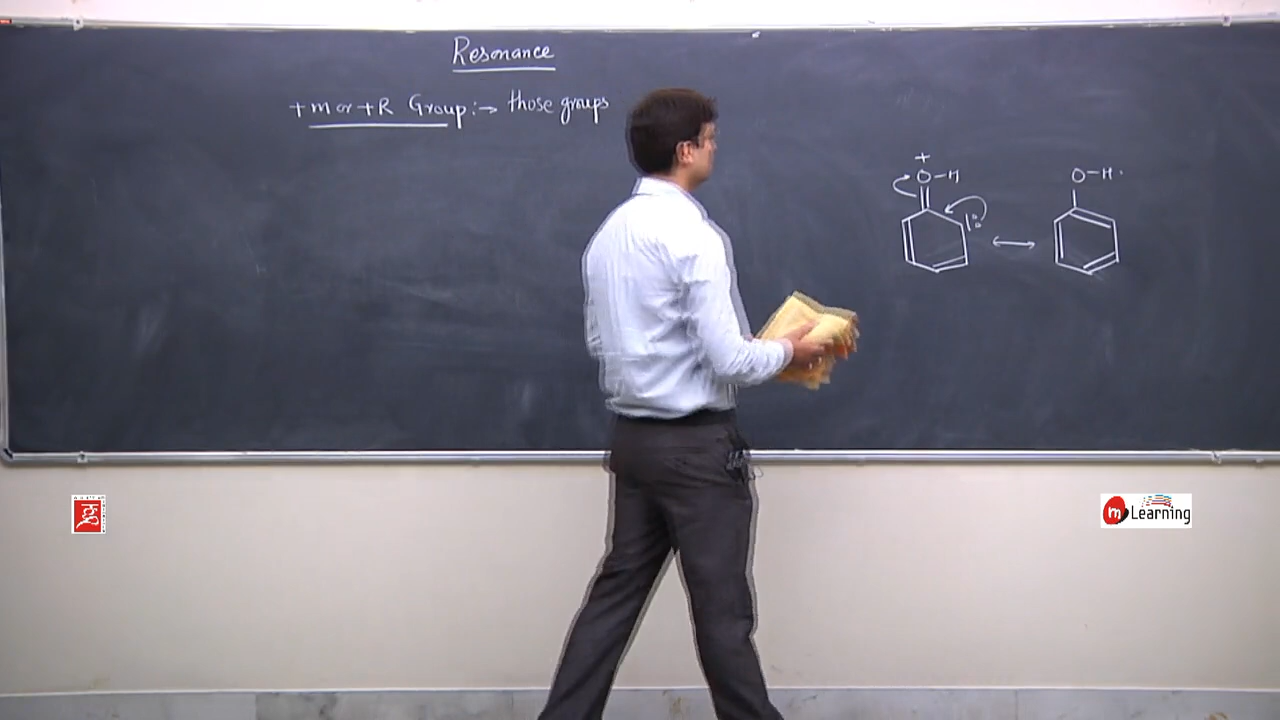 Resonance
+m or +R Group:→ those groups
+
O-H
O-H.
m Learning